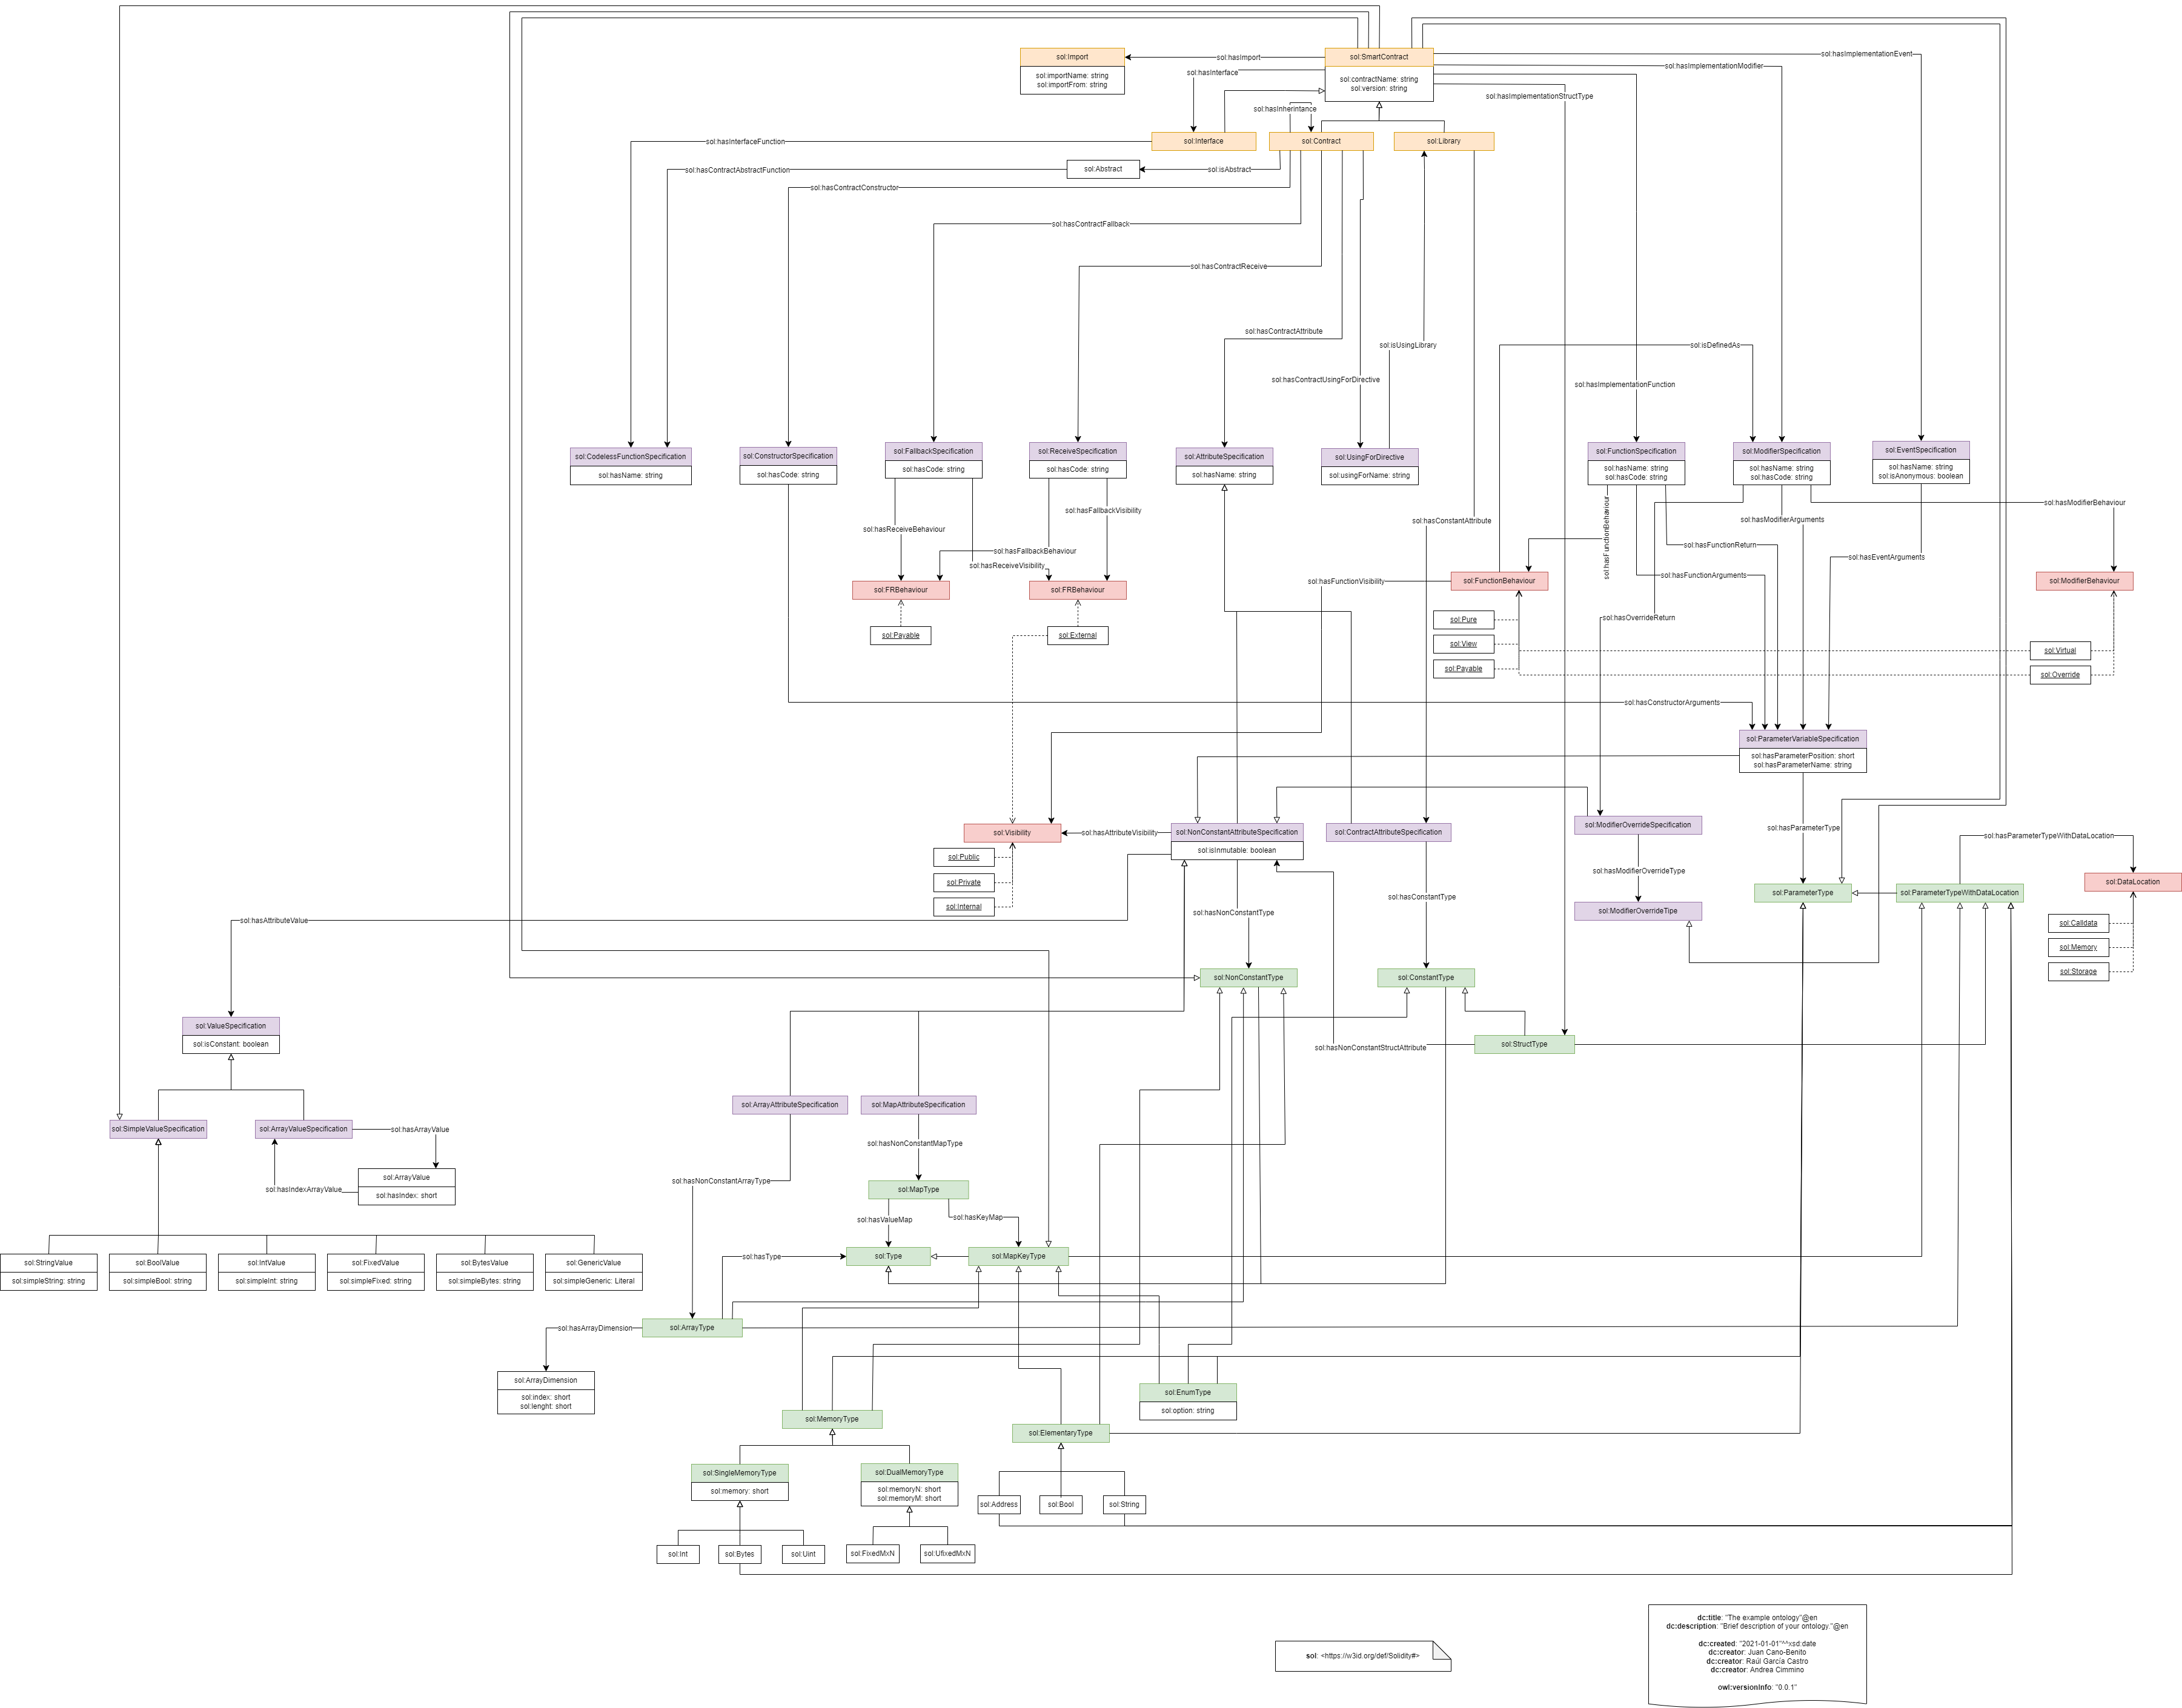 sol:hasImplementationEvent
sol:Import
sol:hasImport
sol:SmartContract
sol:hasImplementationModifier
sol:importName: string
sol:importFrom: string
sol:hasInterface
sol:contractName: string
sol:version: string
sol:hasImplementationStructType
sol:hasInherintance
sol:hasInterfaceFunction
sol:Interface
sol:Contract
sol:Library
sol:hasContractAbstractFunction
sol:Abstract
sol:isAbstract
sol:hasContractConstructor
sol:hasContractFallback
sol:hasContractReceive
sol:hasContractAttribute
sol:isUsingLibrary
sol:isDefinedAs
sol:hasContractUsingForDirective
sol:hasImplementationFunction
sol:CodelessFunctionSpecification
sol:hasName: string
sol:ConstructorSpecification
sol:hasCode: string
sol:FallbackSpecification
sol:hasCode: string
sol:ReceiveSpecification
sol:hasCode: string
sol:AttributeSpecification
sol:hasName: string
sol:UsingForDirective
sol:usingForName: string
sol:FunctionSpecification
sol:hasName: string
sol:hasCode: string
sol:ModifierSpecification
sol:hasName: string
sol:hasCode: string
sol:EventSpecification
sol:hasName: string
sol:isAnonymous: boolean
sol:hasModifierBehaviour
sol:hasFallbackVisibility
sol:hasReceiveBehaviour
sol:hasConstantAttribute
sol:hasModifierArguments
sol:hasFunctionBehaviour
sol:hasFallbackBehaviour
sol:hasFunctionReturn
sol:hasEventArguments
sol:hasReceiveVisibility
sol:hasFunctionArguments
sol:hasFunctionVisibility
sol:FRBehaviour
sol:FRBehaviour
sol:FunctionBehaviour
sol:ModifierBehaviour
sol:hasOverrideReturn
sol:Pure
sol:Payable
sol:External
sol:View
sol:Virtual
sol:Payable
sol:Override
sol:hasConstructorArguments
sol:ParameterVariableSpecification
sol:hasParameterPosition: short
sol:hasParameterName: string
sol:Visibility
sol:hasAttributeVisibility
sol:NonConstantAttributeSpecification
sol:isInmutable: boolean
sol:ContractAttributeSpecification
sol:ModifierOverrideSpecification
sol:hasParameterType
sol:hasParameterTypeWithDataLocation
sol:Public
sol:Private
sol:Internal
sol:hasModifierOverrideType
sol:ParameterType
sol:ParameterTypeWithDataLocation
sol:DataLocation
sol:hasConstantType
sol:hasNonConstantType
sol:ModifierOverrideTipe
sol:hasAttributeValue
sol:Calldata
sol:Memory
sol:Storage
sol:NonConstantType
sol:ConstantType
sol:ValueSpecification
sol:isConstant: boolean
sol:hasNonConstantStructAttribute
sol:StructType
sol:ArrayAttributeSpecification
sol:MapAttributeSpecification
sol:SimpleValueSpecification
sol:ArrayValueSpecification
sol:hasArrayValue
sol:hasNonConstantMapType
sol:ArrayValue
sol:hasIndex: short
sol:hasIndexArrayValue
sol:hasNonConstantArrayType
sol:MapType
sol:hasValueMap
sol:hasKeyMap
sol:hasType
sol:Type
sol:MapKeyType
sol:StringValue
sol:simpleString: string
sol:BoolValue
sol:simpleBool: string
sol:IntValue
sol:simpleInt: string
sol:FixedValue
sol:simpleFixed: string
sol:BytesValue
sol:simpleBytes: string
sol:GenericValue
sol:simpleGeneric: Literal
sol:hasArrayDimension
sol:ArrayType
sol:ArrayDimension
sol:index: short
sol:lenght: short
sol:EnumType
sol:option: string
sol:MemoryType
sol:ElementaryType
sol:SingleMemoryType
sol:memory: short
sol:DualMemoryType
sol:memoryN: short
sol:memoryM: short
sol:Address
sol:Bool
sol:String
sol:Int
sol:Bytes
sol:Uint
sol:FixedMxN
sol:UfixedMxN
sol: <https://w3id.org/def/Solidity#>
dc:title: "The example ontology"@en
dc:description: "Brief description of your ontology."@en
dc:created: "2021-01-01"^^xsd:date
dc:creator: Juan Cano-Benito
dc:creator: Raúl García Castro
dc:creator: Andrea Cimmino
owl:versionInfo: "0.0.1"